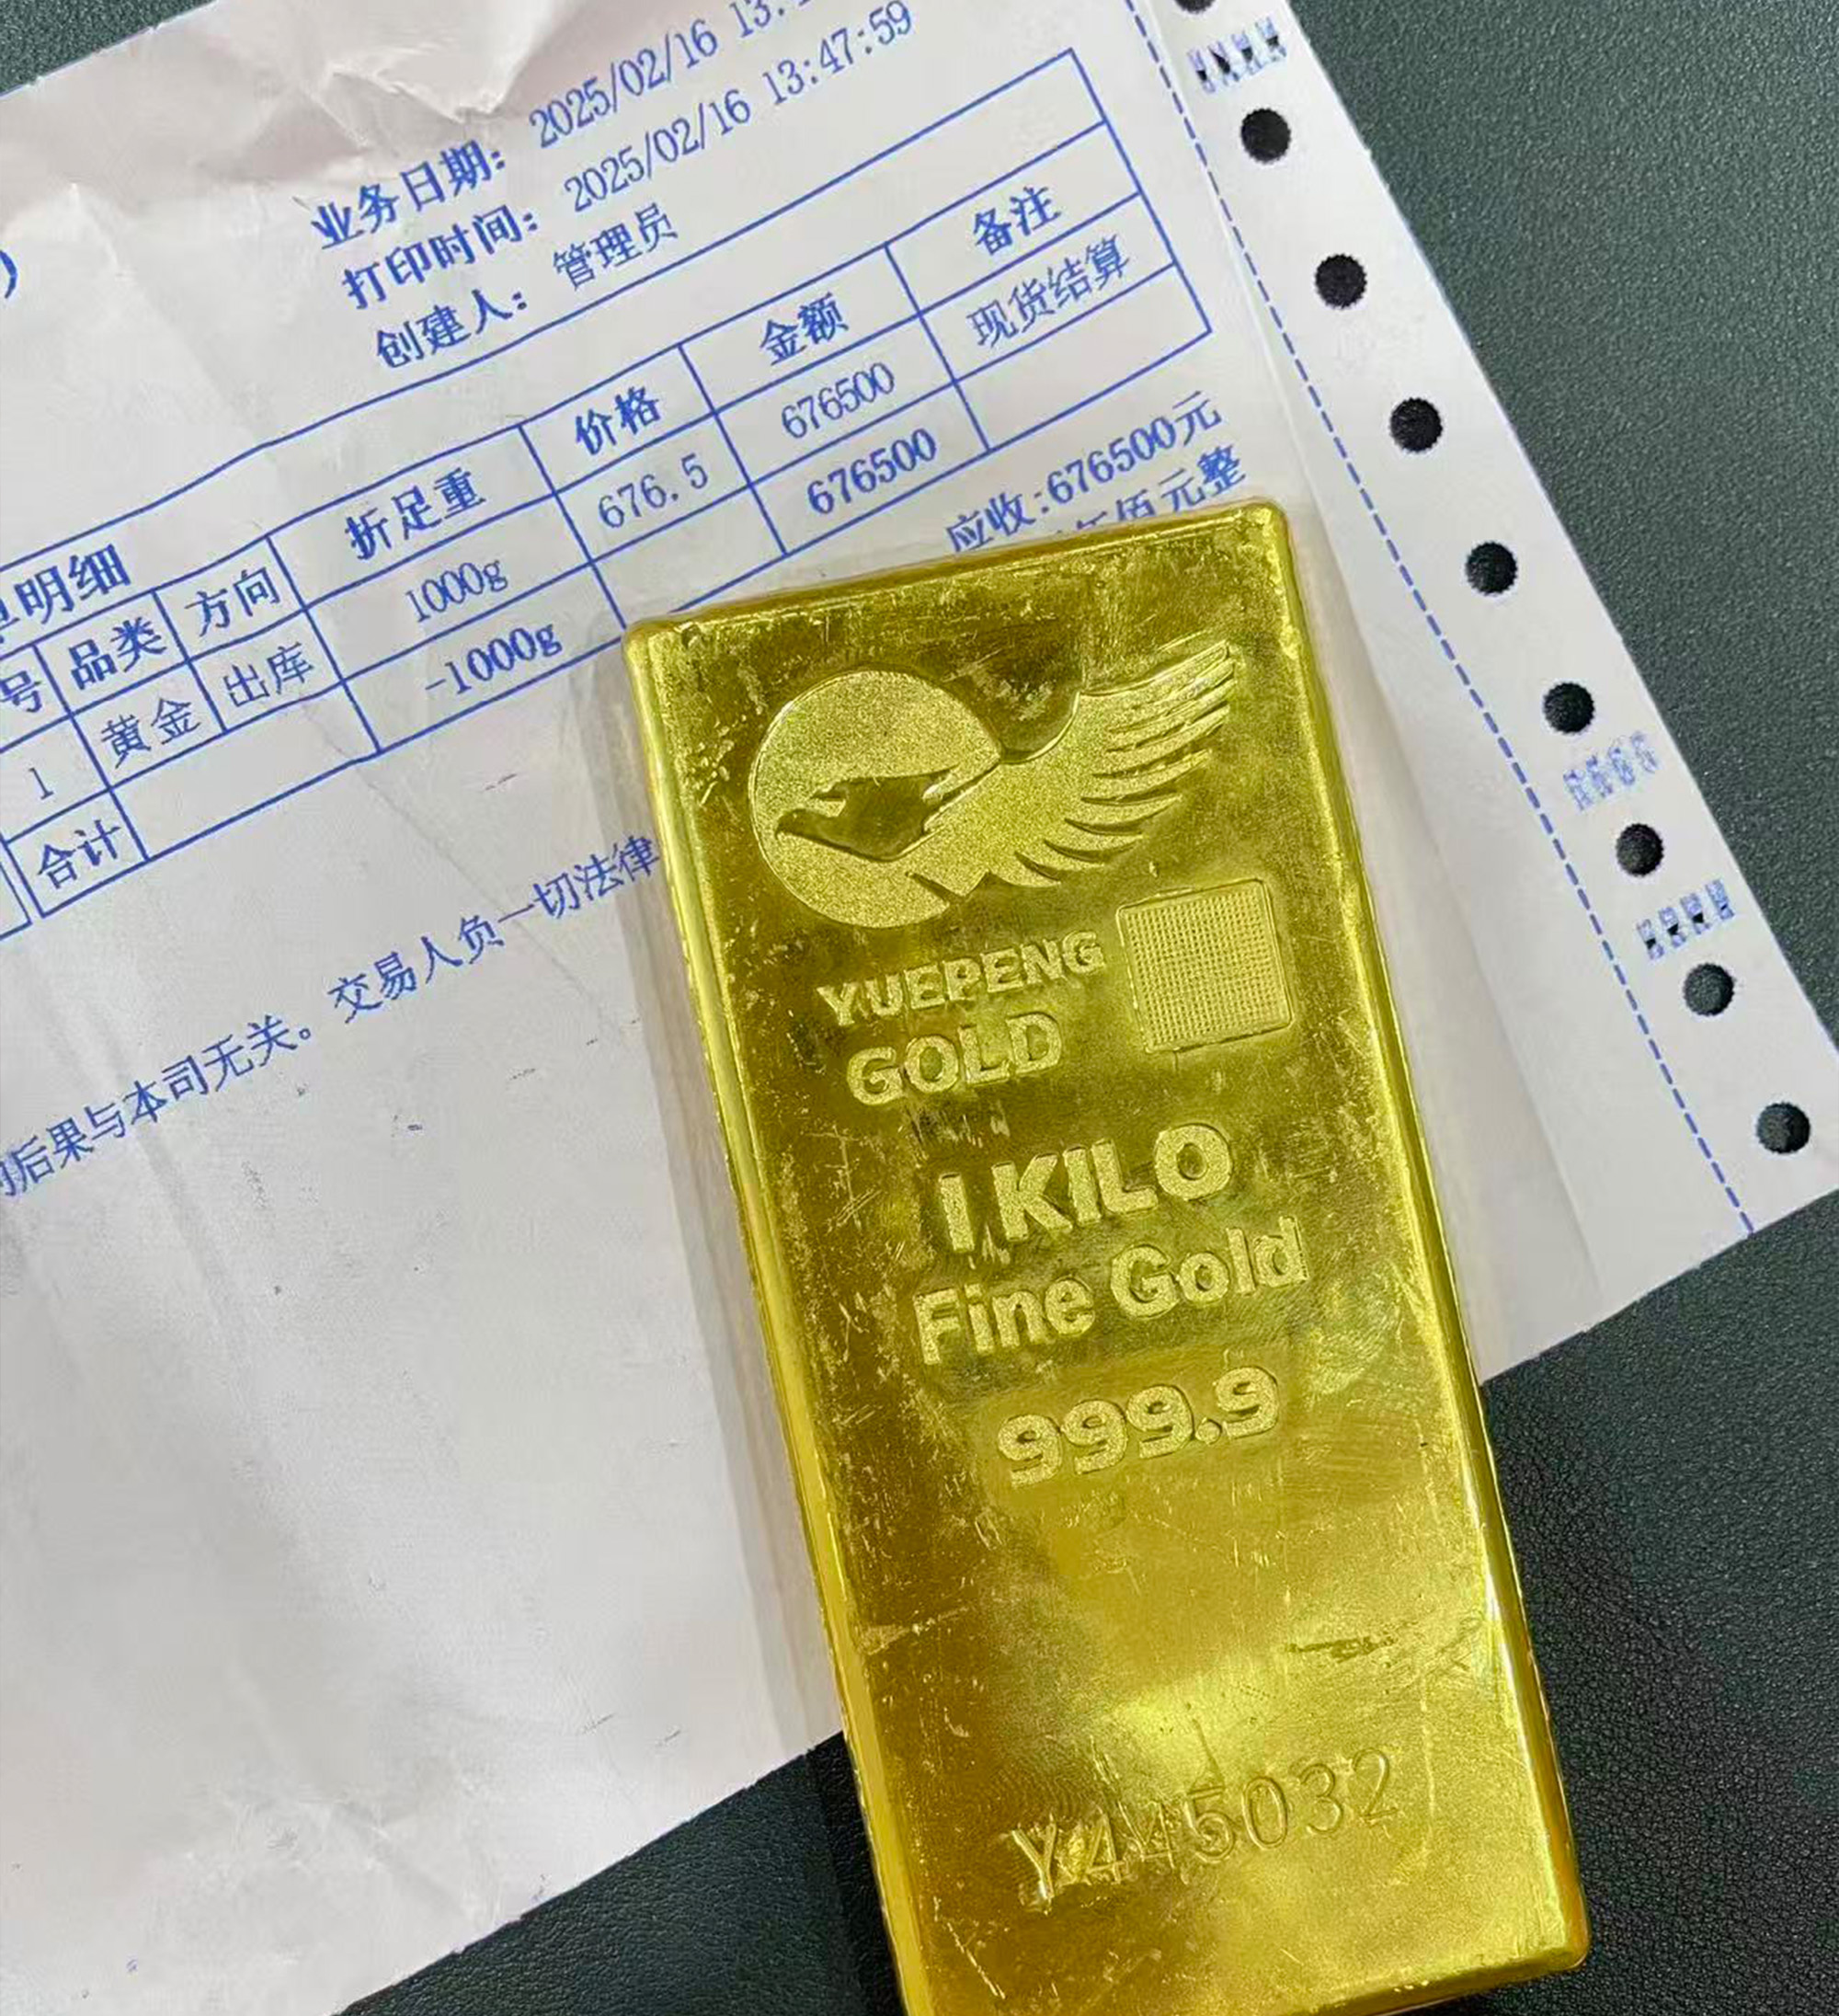 业务日期: 2025/02/16 13:
打印时间: 2025/02/16 13:47:59
创建人: 管理员
明细
号 品类 方向 折足重 价格 金额 备注
1 黄金 出库 1000g 676.5 676500 现货结算
合计 -1000g 676500
应收:676500元
佰元整
后果与本司无关。交易人负一切法律
YUEPENG
GOLD
1 KILO
Fine Gold
999.9
Y445032